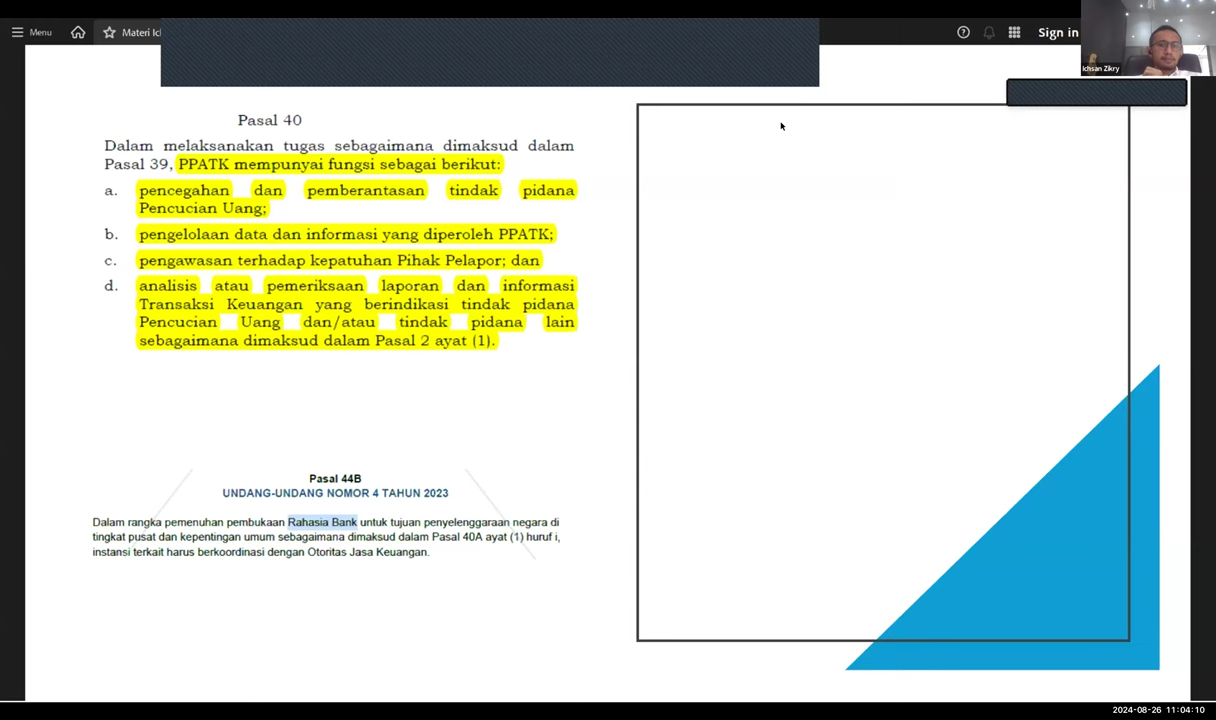 Menu
Materi Ic
Sign in
Ichsan Zikry
Pasal 40
Dalam melaksanakan tugas sebagaimana dimaksud dalam
Pasal 39, PPATK mempunyai fungsi sebagai berikut:
a. pencegahan dan pemberantasan tindak pidana
Pencucian Uang;
b. pengelolaan data dan informasi yang diperoleh PPATK;
c. pengawasan terhadap kepatuhan Pihak Pelapor; dan
d. analisis atau pemeriksaan laporan dan informasi
Transaksi Keuangan yang berindikasi tindak pidana
Pencucian Uang dan/atau tindak pidana lain
sebagaimana dimaksud dalam Pasal 2 ayat (1).
Pasal 44B
UNDANG-UNDANG NOMOR 4 TAHUN 2023
Dalam rangka pemenuhan pembukaan Rahasia Bank untuk tujuan penyelenggaraan negara di
tingkat pusat dan kepentingan umum sebagaimana dimaksud dalam Pasal 40A ayat (1) huruf i,
instansi terkait harus berkoordinasi dengan Otoritas Jasa Keuangan.
2024-08-26 11:04:10